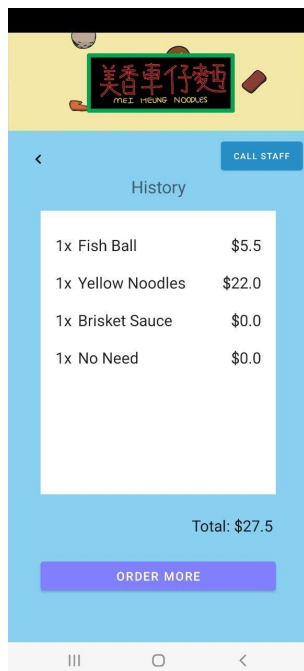 美香車仔麵
MEI HEUNG NOODLES
CALL STAFF
History
1x Fish Ball $5.5
1x Yellow Noodles $22.0
1x Brisket Sauce $0.0
1x No Need $0.0
Total: $27.5
ORDER MORE